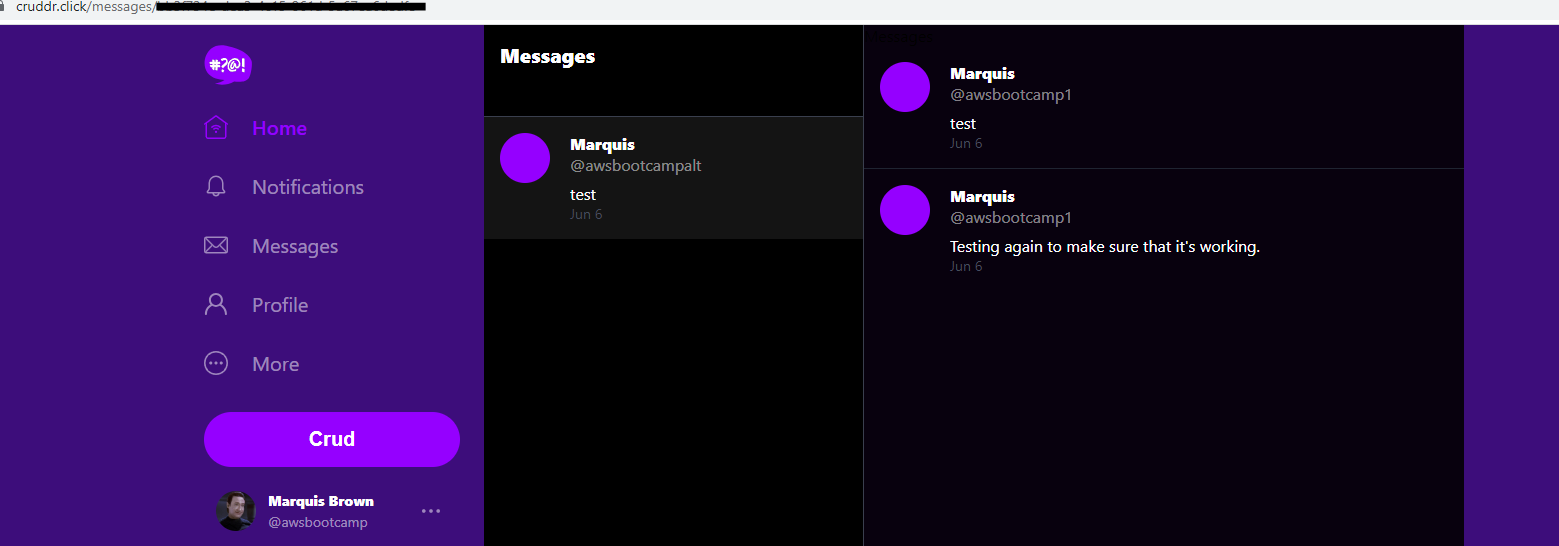 cruddr.click/messages/
#?@!
Home
Notifications
Messages
Profile
More
Crud
Marquis Brown
@awsbootcamp
Messages
Marquis
@awsbootcampalt
test
Jun 6
Messages
Marquis
@awsbootcamp1
test
Jun 6
Marquis
@awsbootcamp1
Testing again to make sure that it's working.
Jun 6